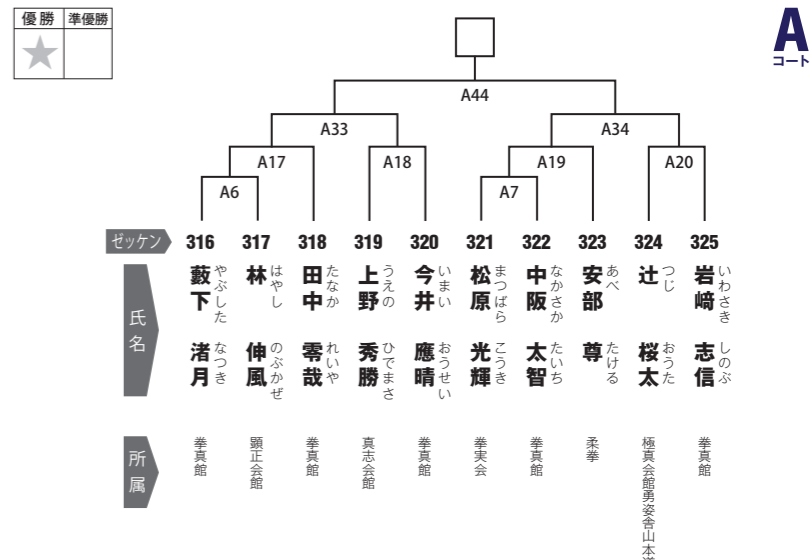 優勝 準優勝
A
コート
A44
A33 A34
A17 A18 A19 A20
A6 A7
ゼッケン 316 317 318 319 320 321 322 323 324 325
氏名
藪下 渚月 やぶした なつき
林 伸風 はやし のぶかぜ
田中 零哉 たなか れいや
上野 秀勝 うえの ひでまさ
今井 應晴 いまい おうせい
松原 光輝 まつばら こうき
中阪 太智 なかさか たいち
安部 尊 あべ たける
辻 桜太 つじ おうた
岩﨑 志信 いわさき しのぶ
所属
拳真館
顕正会館
拳真館
真志会館
拳真館
拳実会
拳真館
柔拳
極真会館勇姿舎山本
拳真館